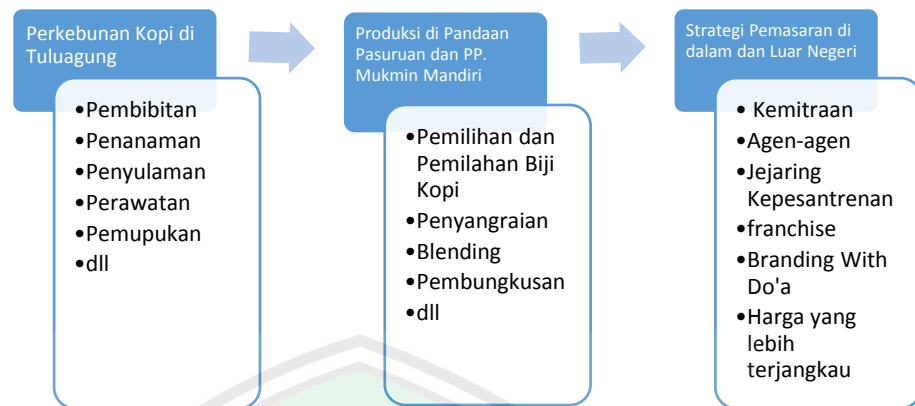 Perkebunan Kopi di
Tuluagung
•Pembibitan
•Penanaman
•Penyulaman
•Perawatan
•Pemupukan
•dll
Produksi di Pandaan
Pasuruan dan PP.
Mukmin Mandiri
•Pemilihan dan
Pemilahan Biji
Kopi
•Penyangraian
•Blending
•Pembungkusan
•dll
Strategi Pemasaran di
dalam dan Luar Negeri
• Kemitraan
•Agen-agen
•Jejaring
Kepesantrenan
•franchise
•Branding With
Do'a
•Harga yang
lebih
terjangkau